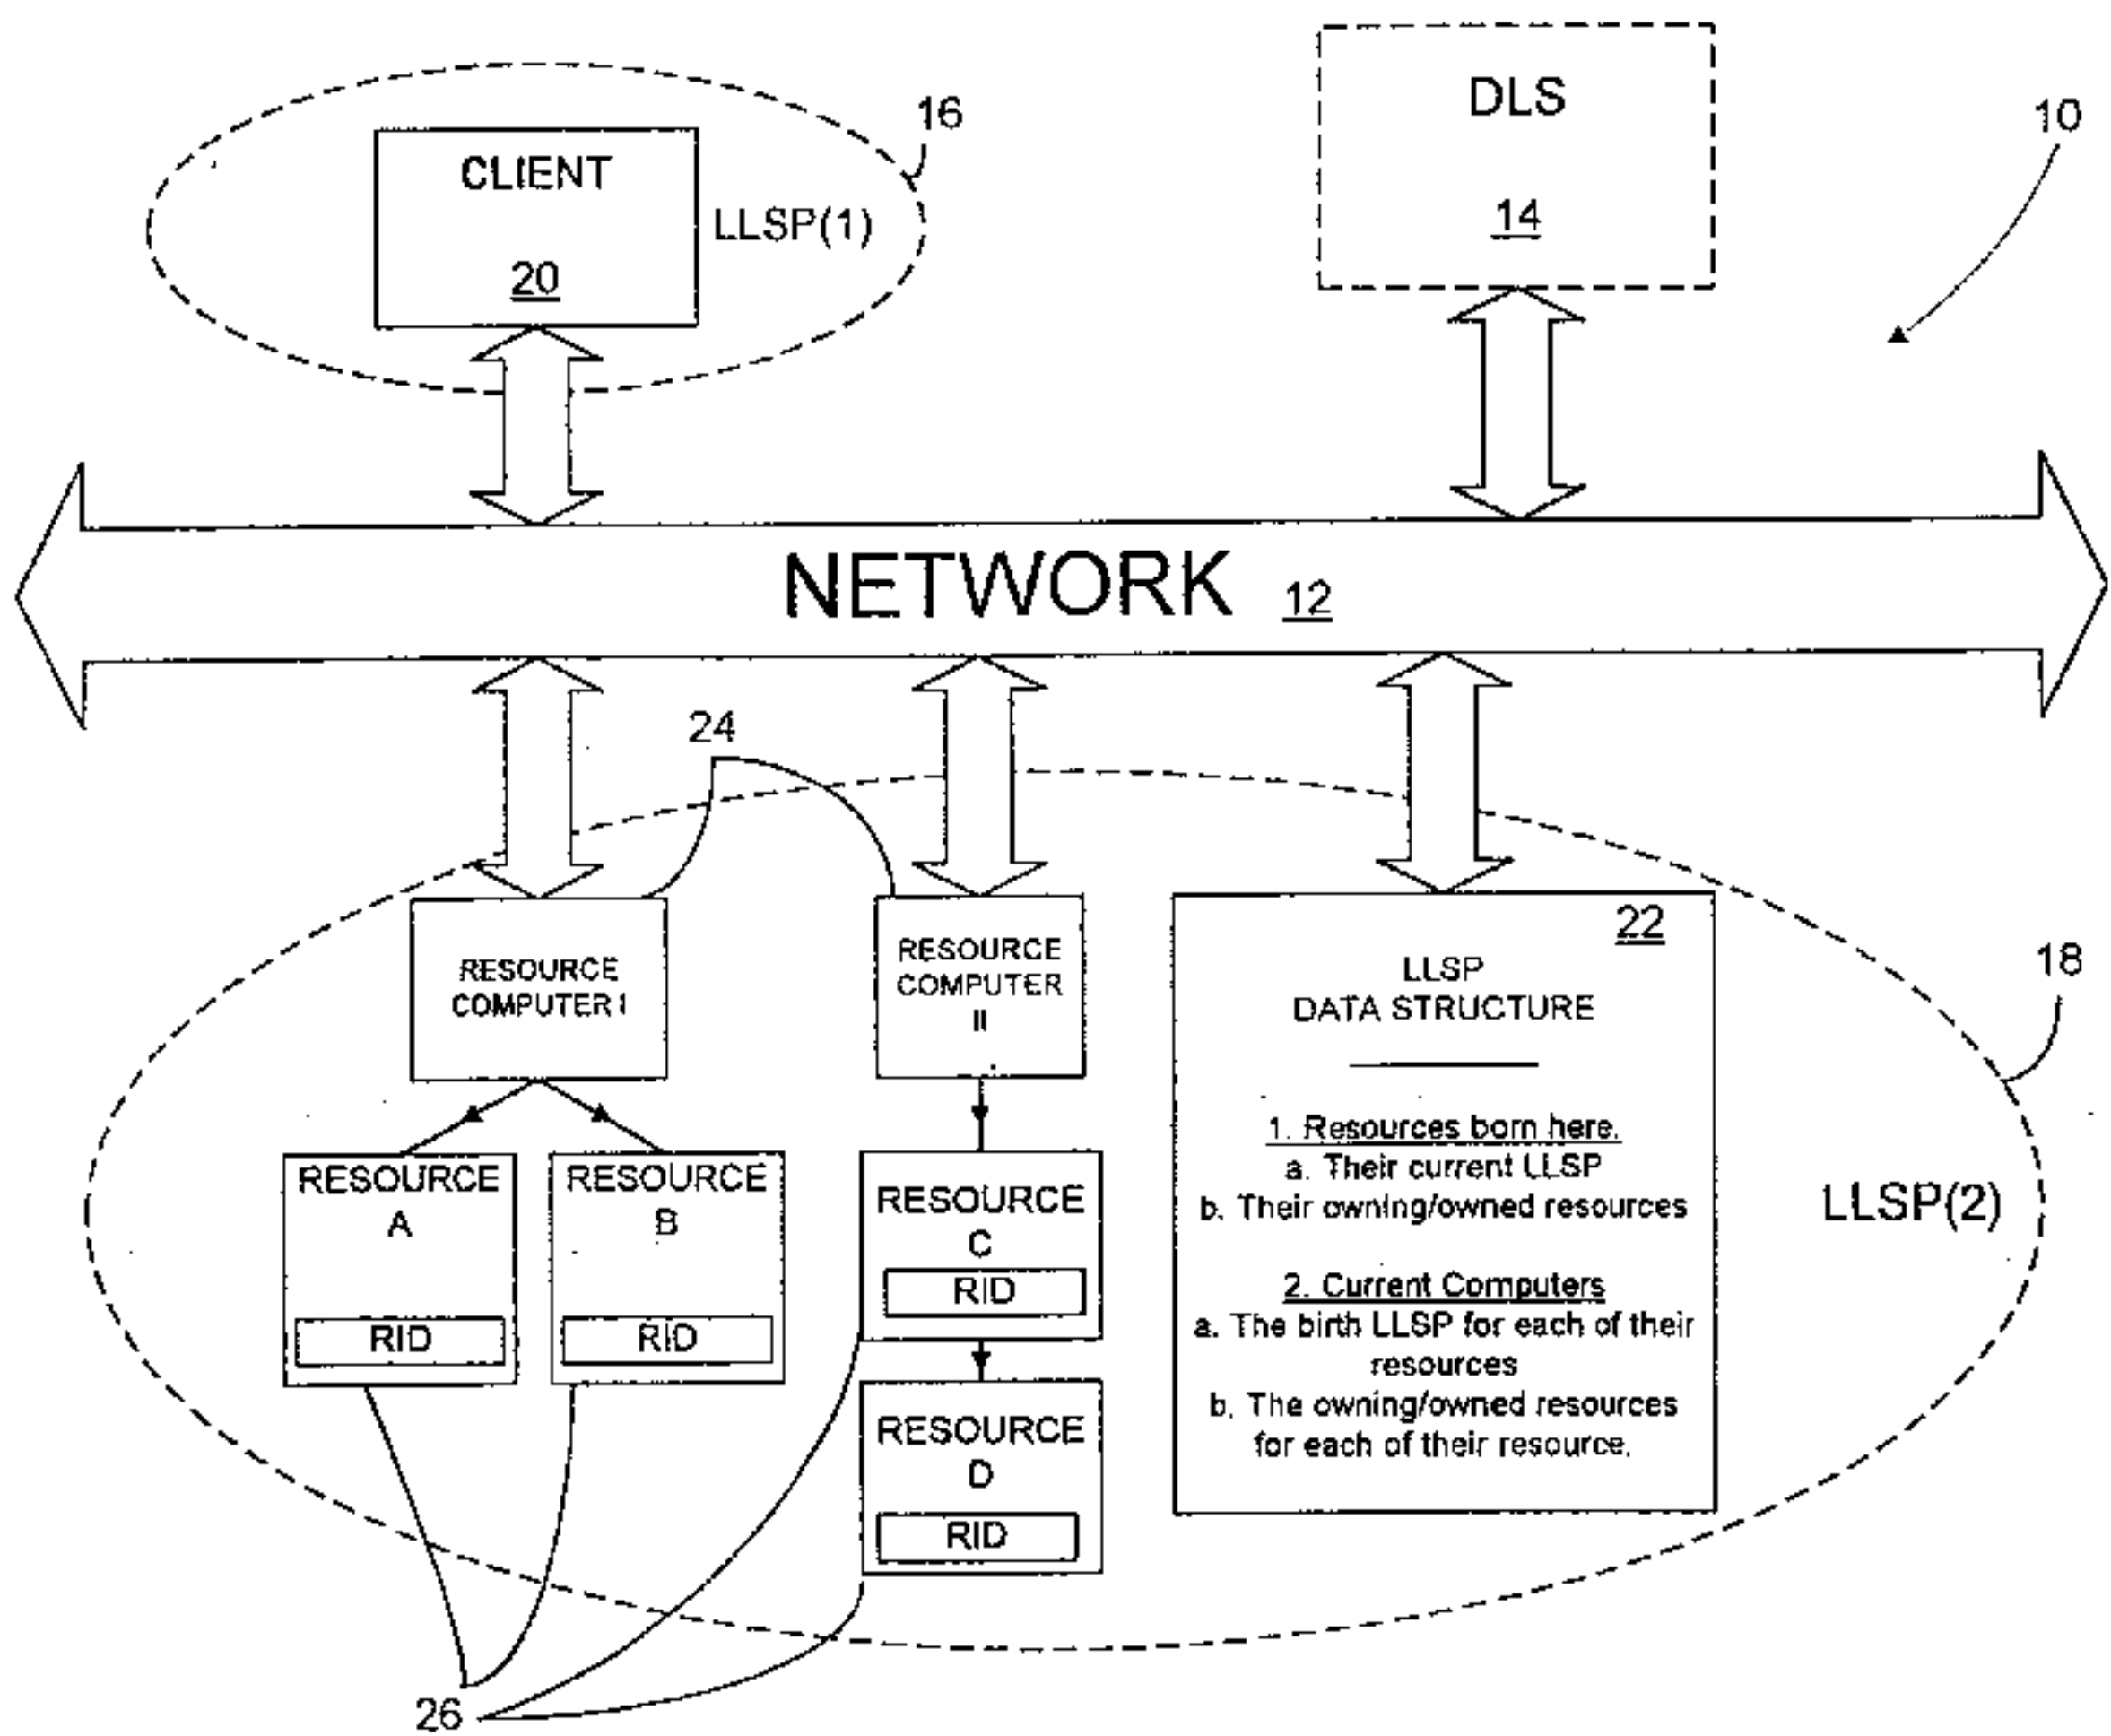 CLIENT
20
LLSP(1)
16
DLS
14
10
NETWORK 12
24
RESOURCE
COMPUTER I
RESOURCE
COMPUTER
II
22
LLSP
DATA STRUCTURE
1. Resources born here.
a. Their current LLSP
b. Their owning/owned resources
2. Current Computers
a. The birth LLSP for each of their
resources
b. The owning/owned resources
for each of their resource.
18
LLSP(2)
RESOURCE
A
RID
RESOURCE
B
RID
RESOURCE
C
RID
RESOURCE
D
RID
26